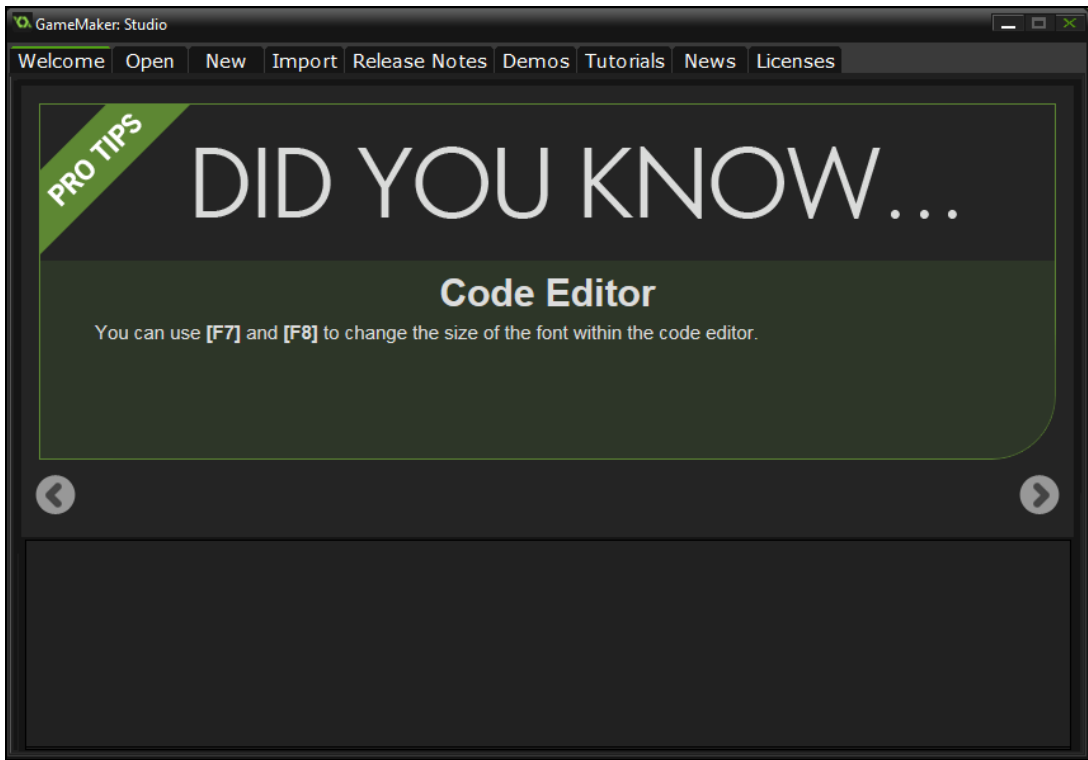 GameMaker: Studio
Welcome Open New Import Release Notes Demos Tutorials News Licenses
PRO TIPS
DID YOU KNOW...
Code Editor
You can use [F7] and [F8] to change the size of the font within the code editor.